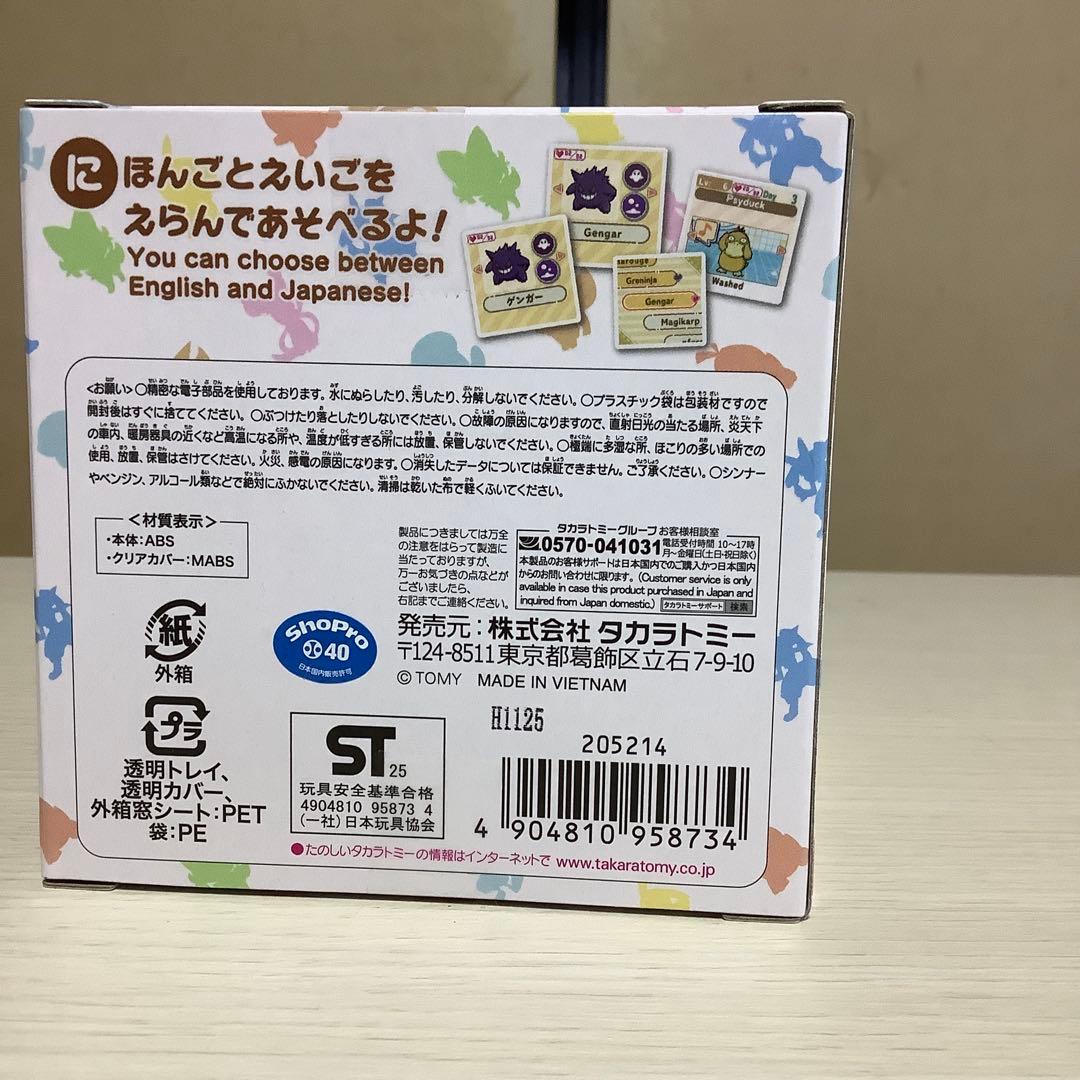 にほんごとえいごを
えらんであそべるよ!
You can choose between
English and Japanese!
Gengar
ゲンガー
Greninja
Gengar
Magikarp
Lv. 6
Day 3
Psyduck
Washed
<お願い>○精密な電子部品を使用しております。水にぬらしたり、汚したり、分解しないでください。○プラスチック袋は包装材ですので
開封後はすぐに捨ててください。○ぶつけたり落としたりしないでください。○故障の原因になりますので、直射日光の当たる場所、炎天下
の車内、暖房器具の近くなど高温になる所や、温度が低すぎる所には放置、保管しないでください。○極端に多湿な所、ほこりの多い場所での
使用、放置、保管はさけてください。火災、感電の原因になります。○消失したデータについては保証できません。ご了承ください。○シンナー
やベンジン、アルコール類などで絶対にふかないでください。清掃は乾いた布で軽くふいてください。
<材質表示>
・本体:ABS
・クリアカバー:MABS
製品につきましては万全
の注意をはらって製造に
当たっておりますが、
万一お気づきの点などが
ございましたら、
右記までご連絡ください。
タカラトミーグループ お客様相談室
0570-041031 電話受付時間 10〜17時
月〜金曜日(土日・祝日除く)
本製品のお客様サポートは日本国内でのご購入かつ日本国内
からのお問い合わせに限ります。(Customer service is only
available in case this product purchased in Japan and
inquired from Japan domestic.) タカラトミーサポート 検索
紙
外箱
ShoPro
40
日本国内販売許可
発売元:株式会社 タカラトミー
〒124-8511 東京都葛飾区立石7-9-10
© TOMY MADE IN VIETNAM
H1125
プラ
透明トレイ、
透明カバー、
外箱窓シート:PET
袋:PE
ST 25
玩具安全基準合格
4904810 95873 4
(一社)日本玩具協会
205214
4 904810 958734
●たのしいタカラトミーの情報はインターネットで www.takaratomy.co.jp